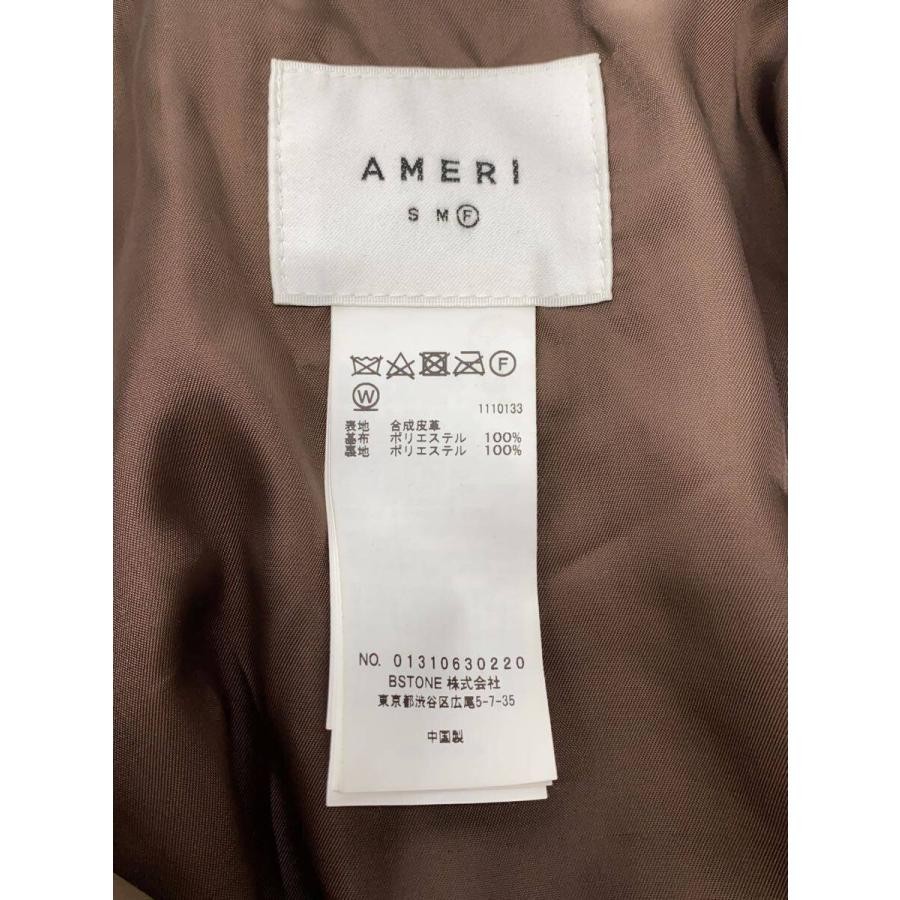 AMERI
S M F
F
W 1110133
表地 合成皮革
基布 ポリエステル 100%
裏地 ポリエステル 100%
NO. 01310630220
BSTONE 株式会社
東京都渋谷区広尾5-7-35
中国製